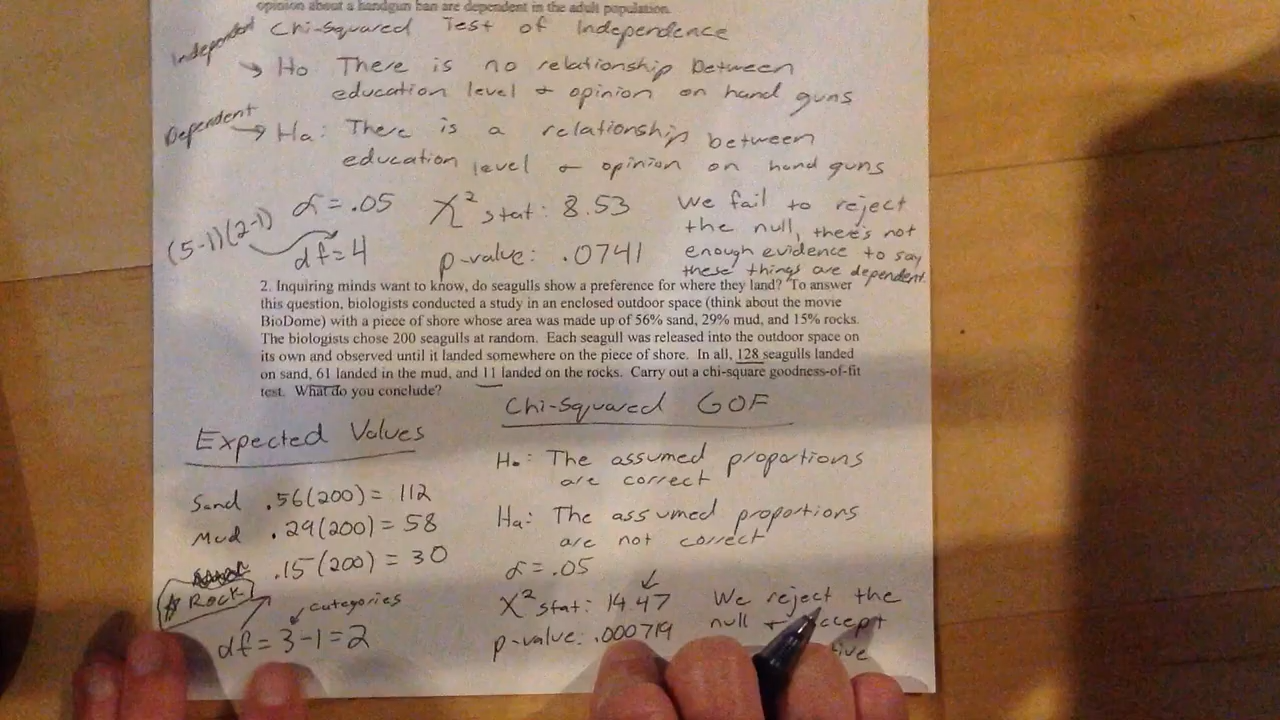 opinion about a handgun ban are dependent in the adult population.
Independent Chi-Squared Test of Independence
→ Ho There is no relationship between
education level + opinion on hand guns
Dependent → Ha: There is a relationship between
education level + opinion on hand guns
(5-1)(2-1) α = .05 X² stat: 8.53 We fail to reject
the null, there's not
df = 4 p-value: .0741 enough evidence to say
these things are dependent.
2. Inquiring minds want to know, do seagulls show a preference for where they land? To answer
this question, biologists conducted a study in an enclosed outdoor space (think about the movie
BioDome) with a piece of shore whose area was made up of 56% sand, 29% mud, and 15% rocks.
The biologists chose 200 seagulls at random. Each seagull was released into the outdoor space on
its own and observed until it landed somewhere on the piece of shore. In all, 128 seagulls landed
on sand, 61 landed in the mud, and 11 landed on the rocks. Carry out a chi-square goodness-of-fit
test. What do you conclude?
Chi-Squared GOF
Expected Values
Ho: The assumed proportions
are correct
Sand .56(200) = 112
Mud .29(200) = 58
.15(200) = 30
Rock
Ha: The assumed proportions
are not correct
α = .05
categories
df = 3-1 = 2
X² stat: 14.47
p-value: .000719
We reject the
null +